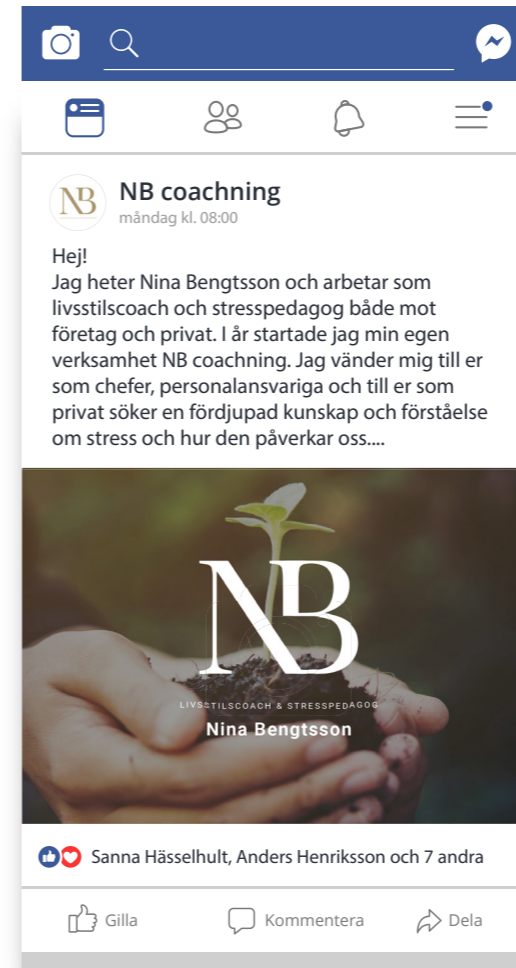 NB
NB coachning
måndag kl. 08:00
Hej!
Jag heter Nina Bengtsson och arbetar som
livsstilscoach och stresspedagog både mot
företag och privat. I år startade jag min egen
verksamhet NB coachning. Jag vänder mig till er
som chefer, personalansvariga och till er som
privat söker en fördjupad kunskap och förståelse
om stress och hur den påverkar oss....
NB
LIVSSTILSCOACH & STRESSPEDAGOG
Nina Bengtsson
Sanna Hässelhult, Anders Henriksson och 7 andra
Gilla
Kommentera
Dela